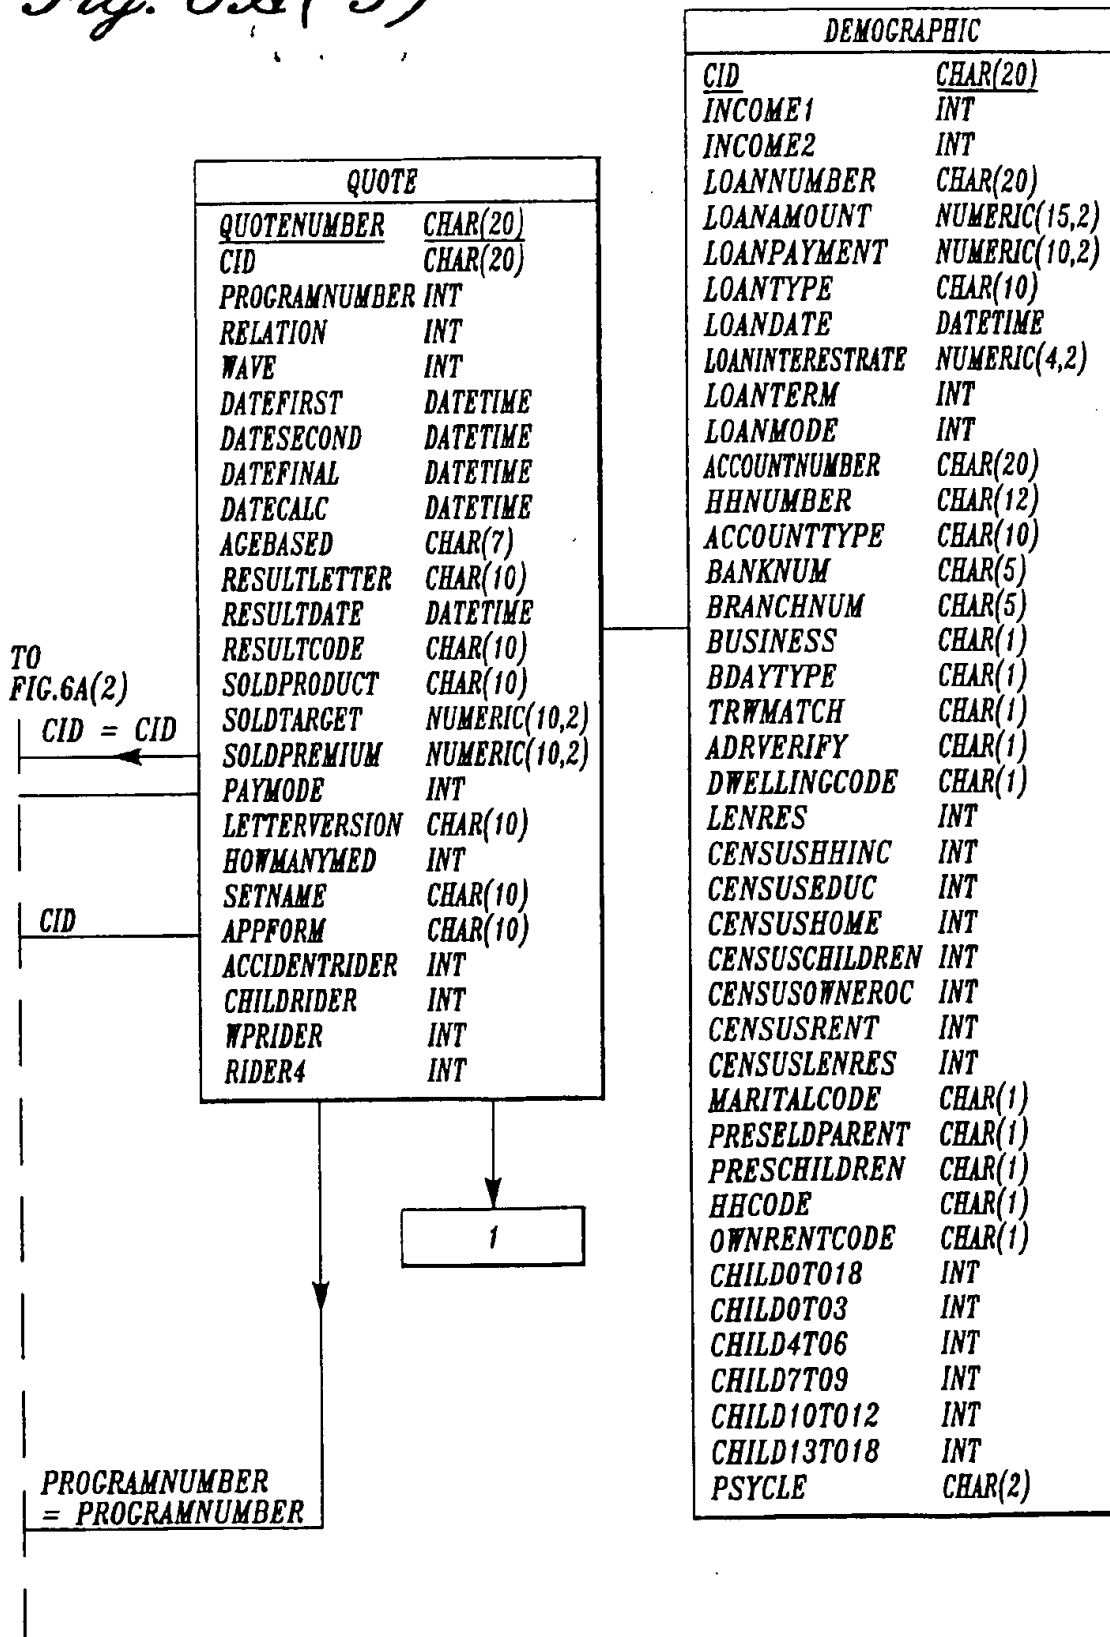 Fig. 6A(3)
DEMOGRAPHIC
CID CHAR(20)
INCOME1 INT
INCOME2 INT
LOANNUMBER CHAR(20)
LOANAMOUNT NUMERIC(15,2)
LOANPAYMENT NUMERIC(10,2)
LOANTYPE CHAR(10)
LOANDATE DATETIME
LOANINTERESTRATE NUMERIC(4,2)
LOANTERM INT
LOANMODE INT
ACCOUNTNUMBER CHAR(20)
HHNUMBER CHAR(12)
ACCOUNTTYPE CHAR(10)
BANKNUM CHAR(5)
BRANCHNUM CHAR(5)
BUSINESS CHAR(1)
BDAYTYPE CHAR(1)
TRWMATCH CHAR(1)
ADRVERIFY CHAR(1)
DWELLINGCODE CHAR(1)
LENRES INT
CENSUSHHINC INT
CENSUSEDUC INT
CENSUSHOME INT
CENSUSCHILDREN INT
CENSUSOWNEROC INT
CENSUSRENT INT
CENSUSLENRES INT
MARITALCODE CHAR(1)
PRESELDPARENT CHAR(1)
PRESCHILDREN CHAR(1)
HHCODE CHAR(1)
OWNRENTCODE CHAR(1)
CHILD0TO18 INT
CHILD0TO3 INT
CHILD4TO6 INT
CHILD7TO9 INT
CHILD10TO12 INT
CHILD13TO18 INT
PSYCLE CHAR(2)
QUOTE
QUOTENUMBER CHAR(20)
CID CHAR(20)
PROGRAMNUMBER INT
RELATION INT
WAVE INT
DATEFIRST DATETIME
DATESECOND DATETIME
DATEFINAL DATETIME
DATECALC DATETIME
AGEBASED CHAR(7)
RESULTLETTER CHAR(10)
RESULTDATE DATETIME
RESULTCODE CHAR(10)
SOLDPRODUCT CHAR(10)
SOLDTARGET NUMERIC(10,2)
SOLDPREMIUM NUMERIC(10,2)
PAYMODE INT
LETTERVERSION CHAR(10)
HOWMANYMED INT
SETNAME CHAR(10)
APPFORM CHAR(10)
ACCIDENTRIDER INT
CHILDRIDER INT
WPRIDER INT
RIDER4 INT
TO
FIG.6A(2)
CID = CID
CID
1
PROGRAMNUMBER
= PROGRAMNUMBER